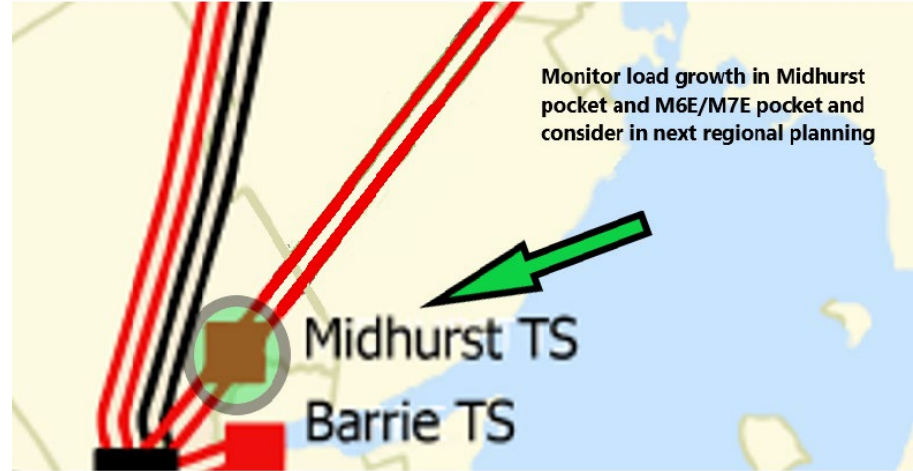 Monitor load growth in Midhurst
pocket and M6E/M7E pocket and
consider in next regional planning
Midhurst TS
Barrie TS